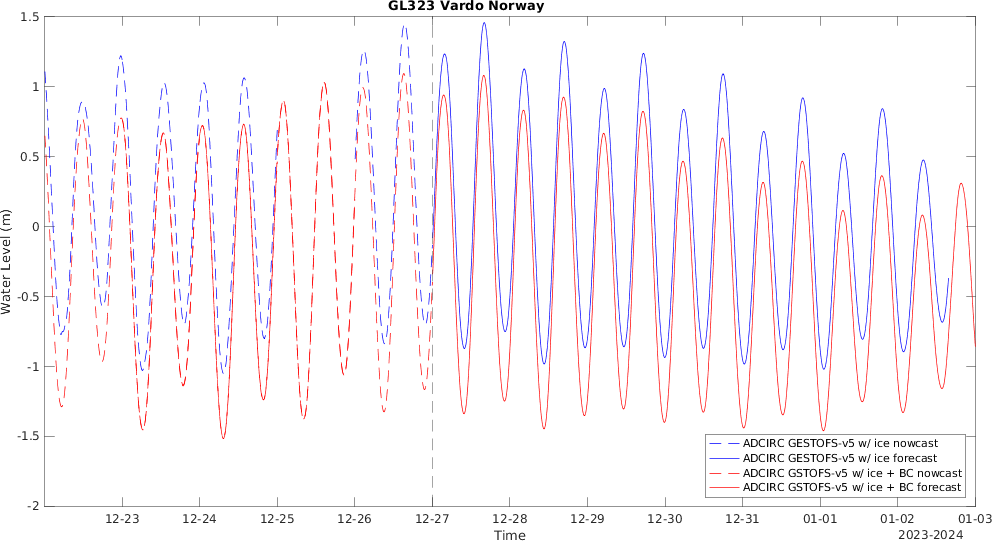 GL323 Vardo Norway
1.5
1
0.5
0
-0.5
-1
-1.5
-2
Water Level (m)
12-23 12-24 12-25 12-26 12-27 12-28 12-29 12-30 12-31 01-01 01-02 01-03
Time
2023-2024
ADCIRC GESTOFS-v5 w/ ice nowcast
ADCIRC GESTOFS-v5 w/ ice forecast
ADCIRC GSTOFS-v5 w/ ice + BC nowcast
ADCIRC GSTOFS-v5 w/ ice + BC forecast